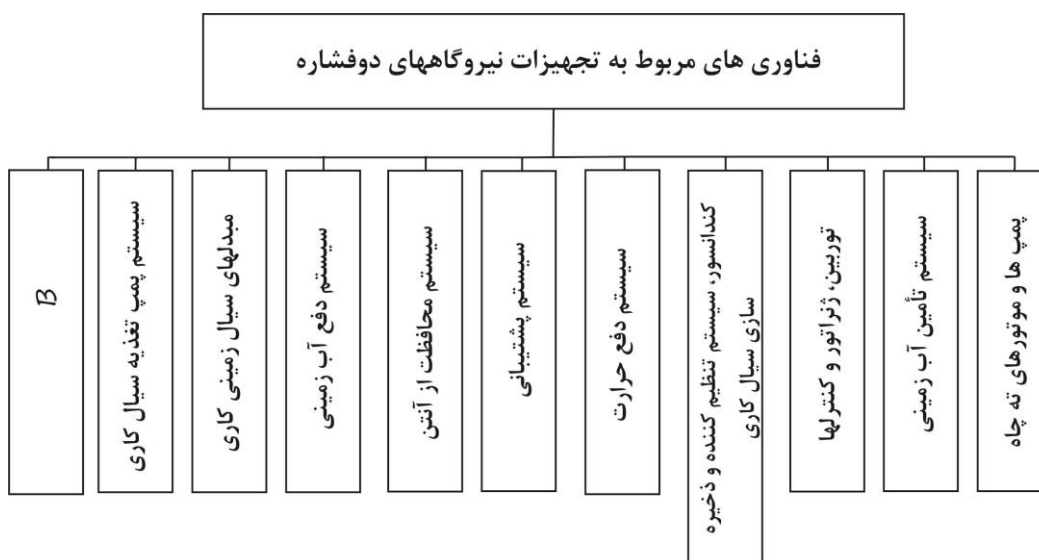 فناوری های مربوط به تجهیزات نیروگاههای دوفشاره
پمپ ها و موتورهای ته چاه
سیستم تأمین آب زمینی
توربین، ژنراتور و کنترلها
کندانسور، سیستم تنظیم کننده و ذخیره
سازی سیال کاری
سیستم دفع حرارت
سیستم پشتیبانی
سیستم محافظت از آنتن
سیستم دفع آب زمینی
مبدلهای سیال زمینی کاری
سیستم پمپ تغذیه سیال کاری
B